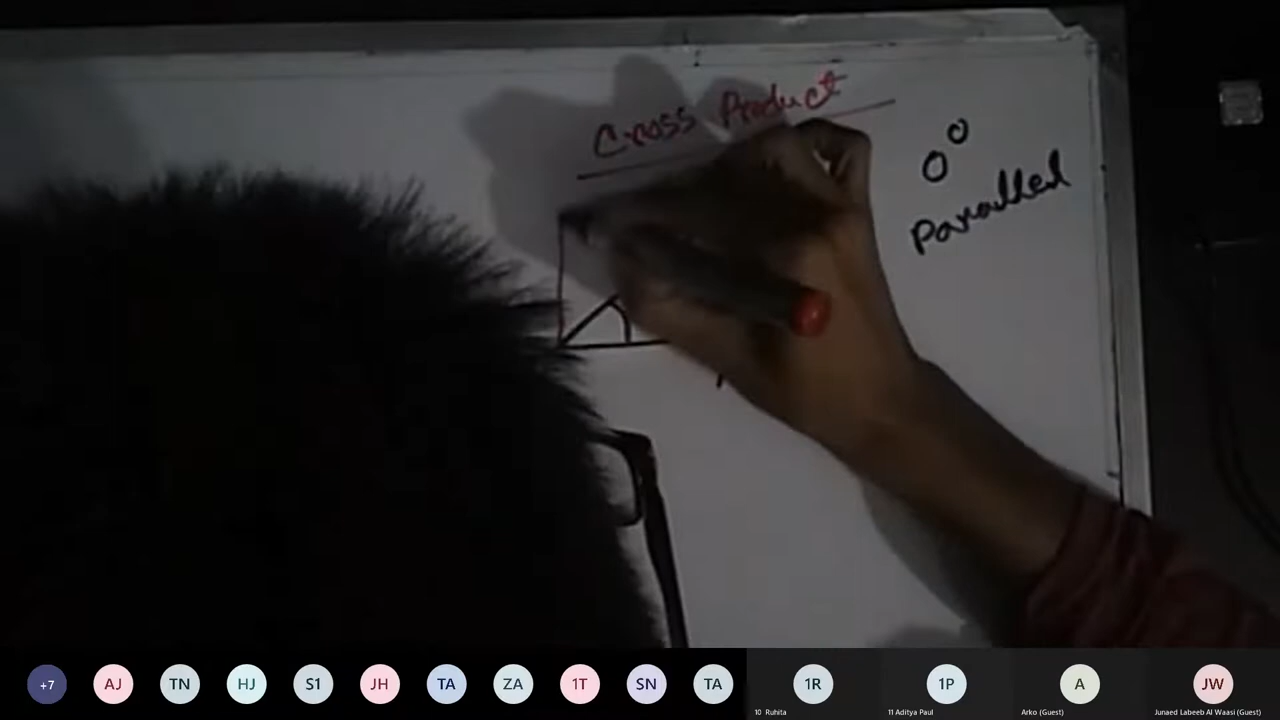 Cross Product
0°
Parallel
+7 AJ TN HJ S1 JH TA ZA 1T SN TA 1R 1P A JW
10 Ruhita 11 Aditya Paul Arko (Guest) Junaed Labeeb Al Waasi (Guest)